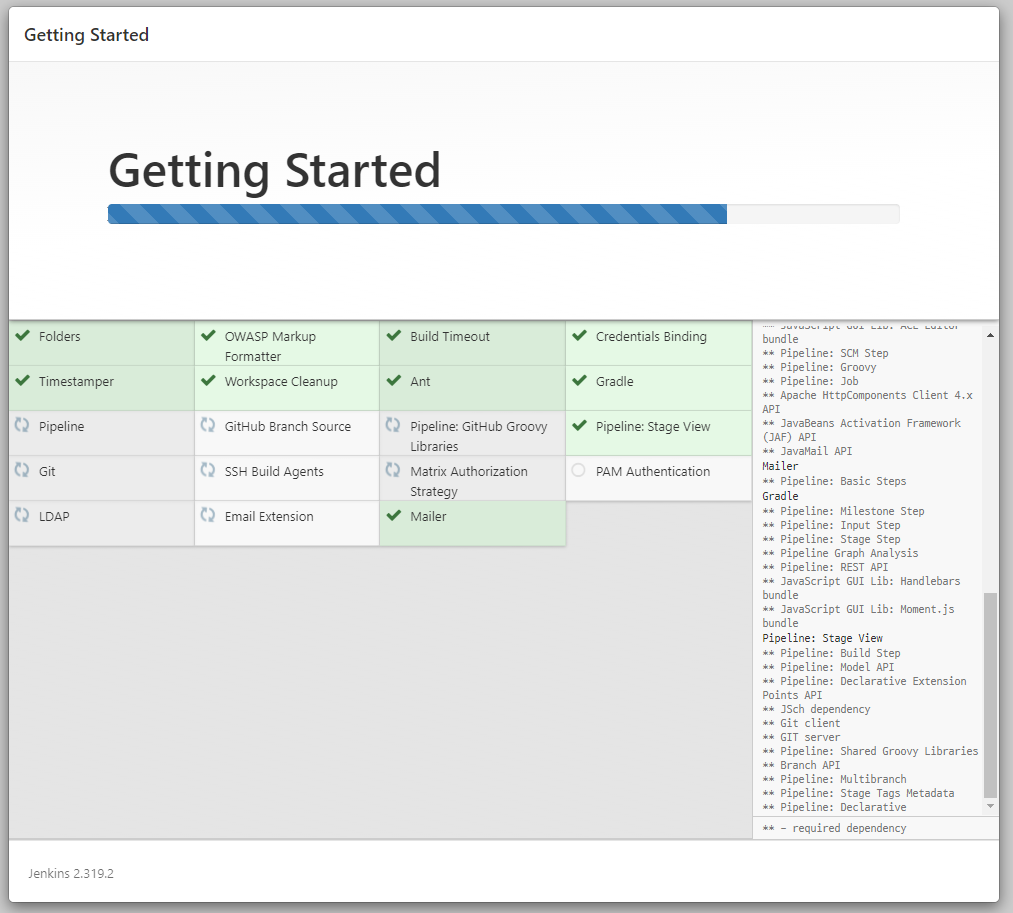 Getting Started
Getting Started
Folders
OWASP Markup
Formatter
Build Timeout
Credentials Binding
Timestamper
Workspace Cleanup
Ant
Gradle
Pipeline
GitHub Branch Source
Pipeline: GitHub Groovy
Libraries
Pipeline: Stage View
Git
SSH Build Agents
Matrix Authorization
Strategy
PAM Authentication
LDAP
Email Extension
Mailer
** JavaScript GUI Lib: ACE Editor
bundle
** Pipeline: SCM Step
** Pipeline: Groovy
** Pipeline: Job
** Apache HttpComponents Client 4.x
API
** JavaBeans Activation Framework
(JAF) API
** JavaMail API
Mailer
** Pipeline: Basic Steps
Gradle
** Pipeline: Milestone Step
** Pipeline: Input Step
** Pipeline: Stage Step
** Pipeline Graph Analysis
** Pipeline: REST API
** JavaScript GUI Lib: Handlebars
bundle
** JavaScript GUI Lib: Moment.js
bundle
Pipeline: Stage View
** Pipeline: Build Step
** Pipeline: Model API
** Pipeline: Declarative Extension
Points API
** JSch dependency
** Git client
** GIT server
** Pipeline: Shared Groovy Libraries
** Branch API
** Pipeline: Multibranch
** Pipeline: Stage Tags Metadata
** Pipeline: Declarative
** - required dependency
Jenkins 2.319.2